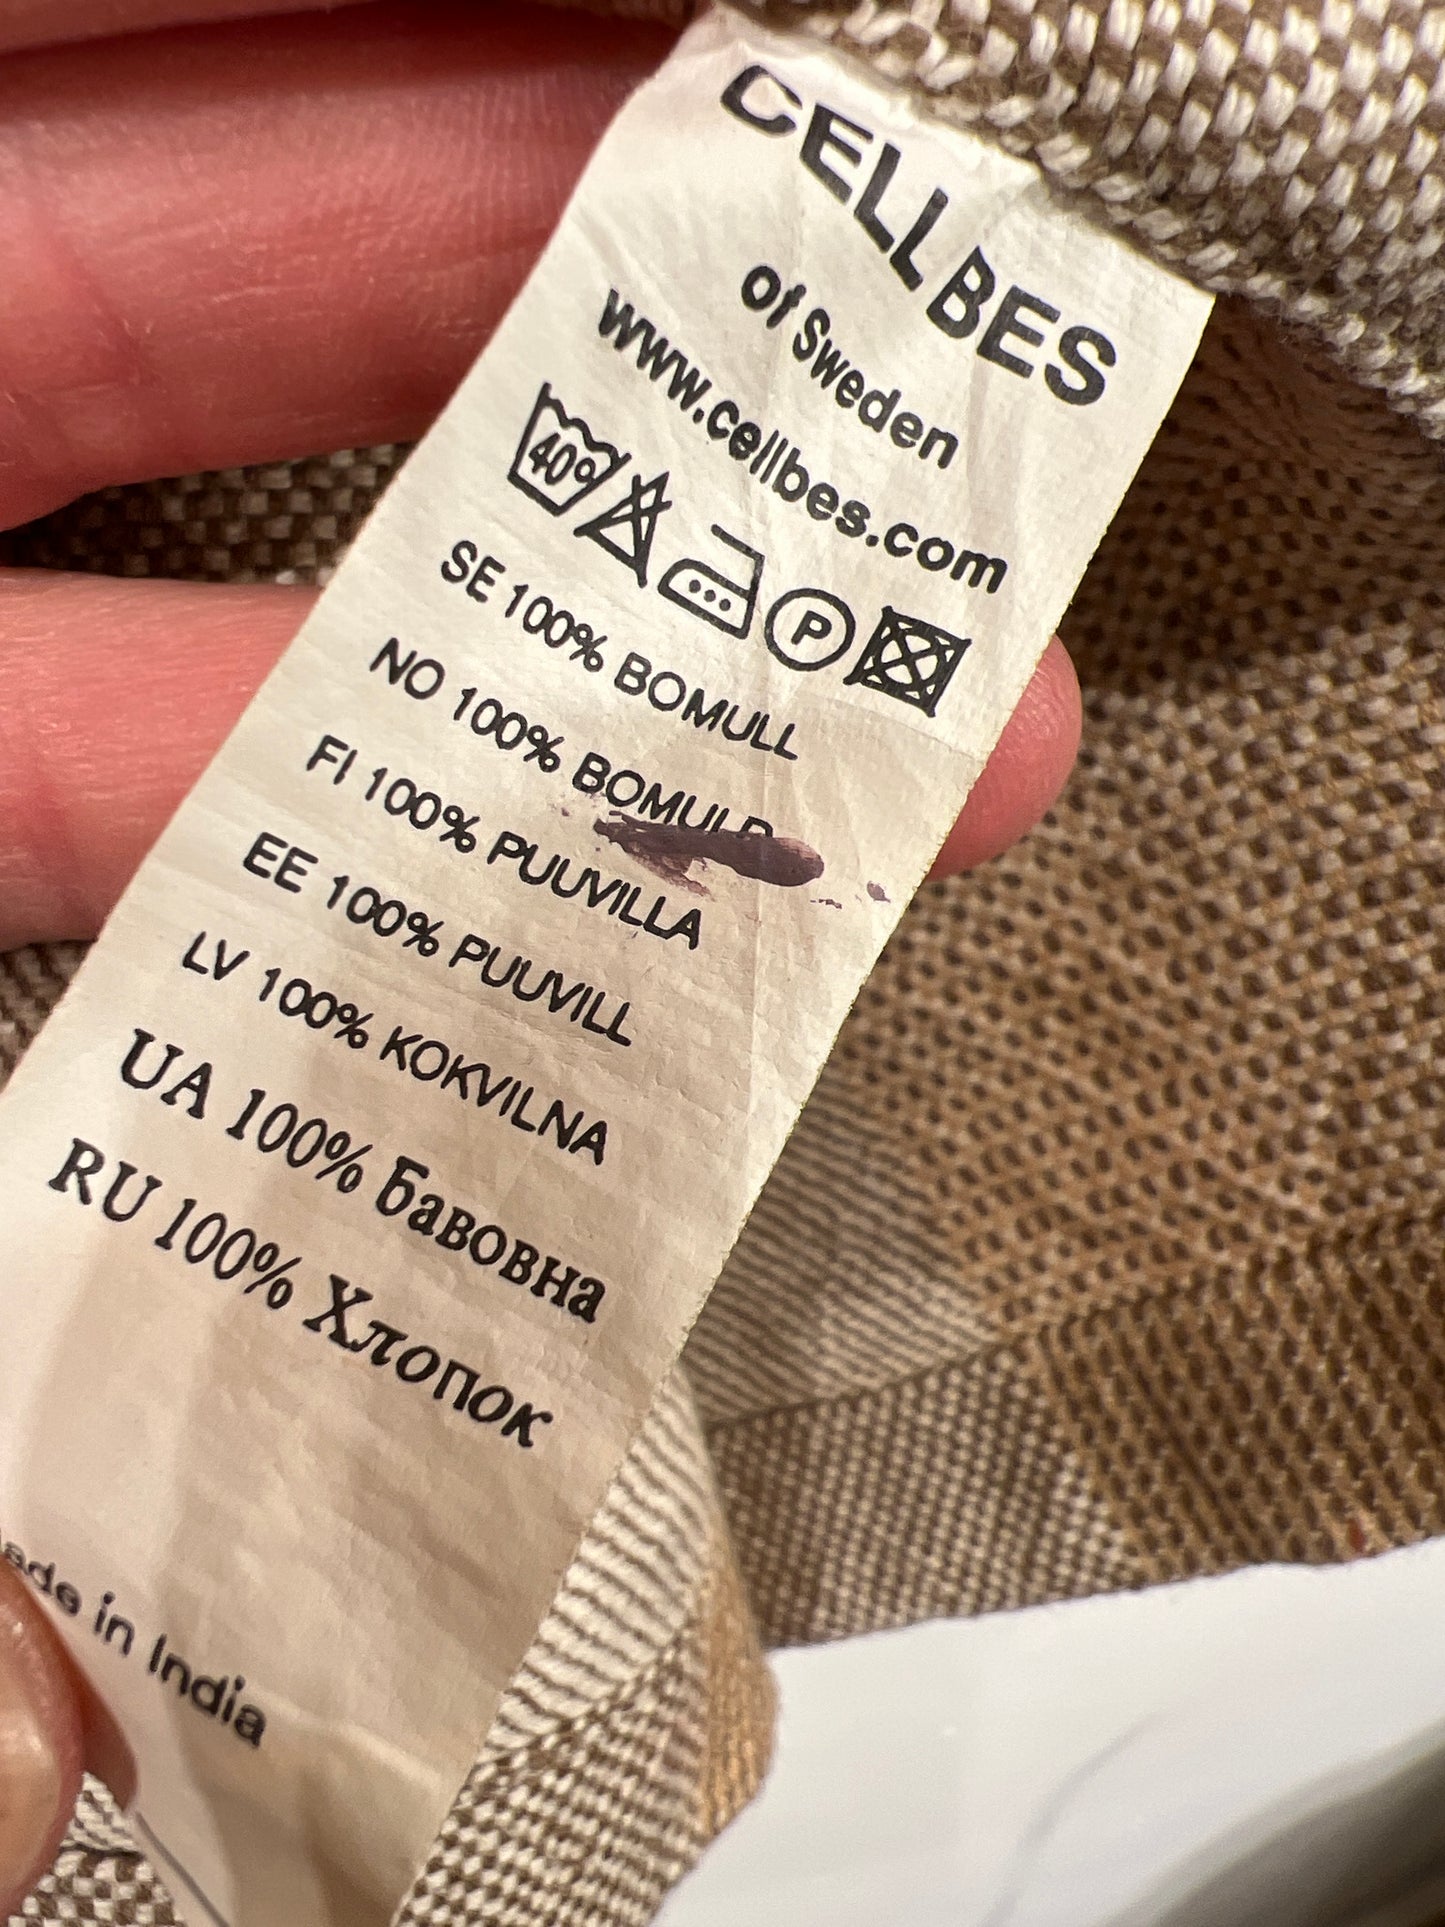 CELLBES
of Sweden
www.cellbes.com
40°
P
SE 100% BOMULL
NO 100% BOMULD
FI 100% PUUVILLA
EE 100% PUUVILL
LV 100% KOKVILNA
UA 100% Бавовна
RU 100% Хлопок
ade in India